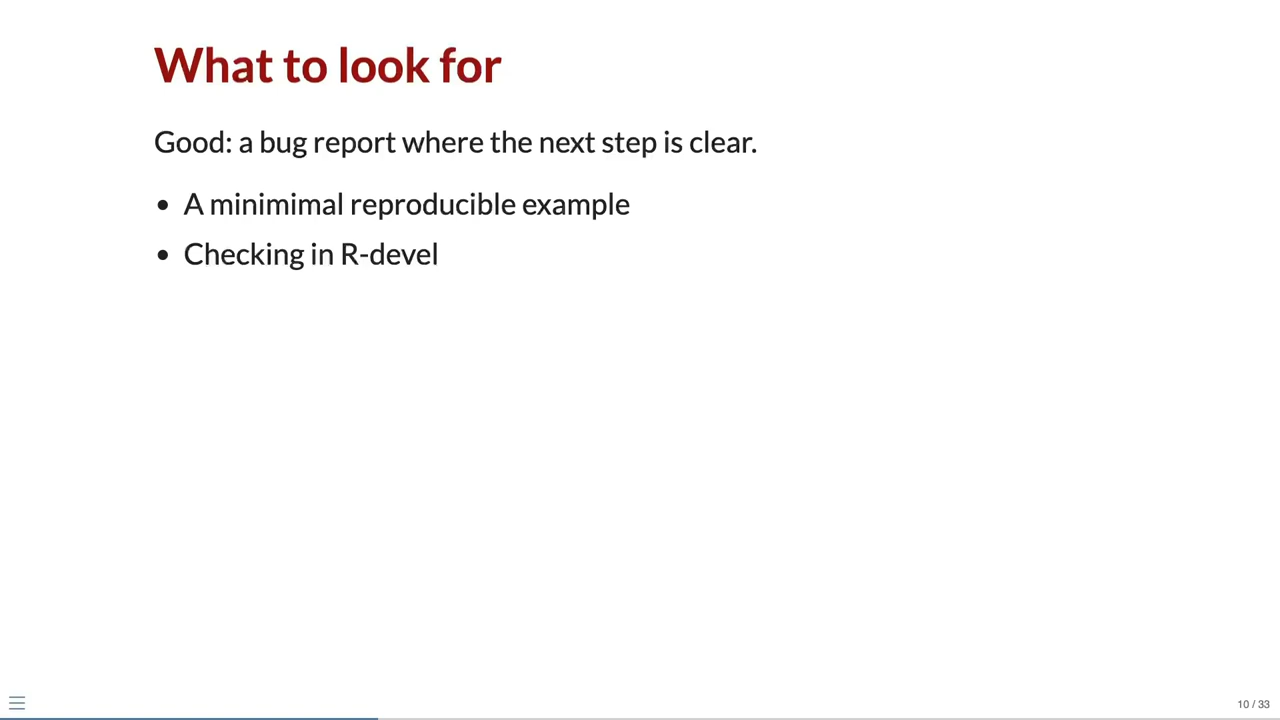 What to look for
Good: a bug report where the next step is clear.
• A minimimal reproducible example
• Checking in R-devel
10 / 33